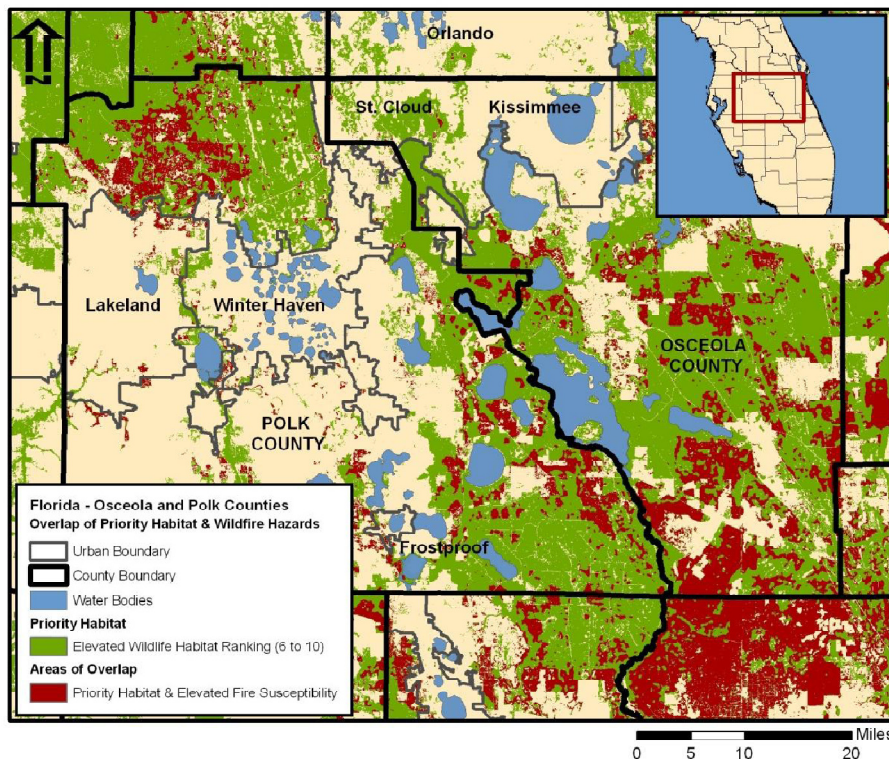 N
Orlando
St. Cloud
Kissimmee
Lakeland
Winter Haven
OSCEOLA
COUNTY
POLK
COUNTY
Frostproof
Florida - Osceola and Polk Counties
Overlap of Priority Habitat & Wildfire Hazards
Urban Boundary
County Boundary
Water Bodies
Priority Habitat
Elevated Wildlife Habitat Ranking (6 to 10)
Areas of Overlap
Priority Habitat & Elevated Fire Susceptibility
Miles
0 5 10 20